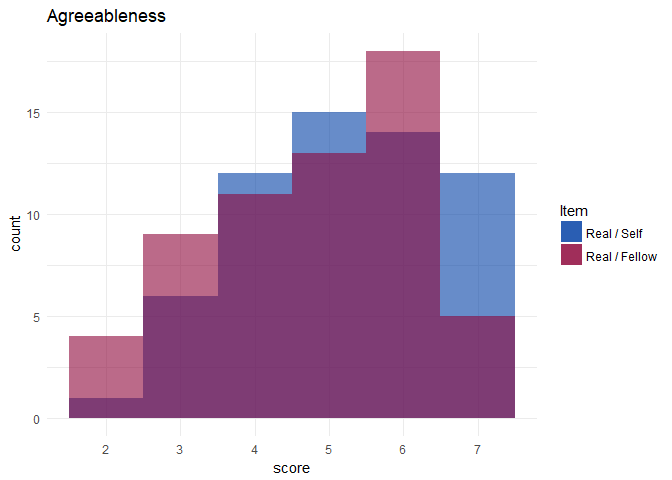 Agreeableness
15
10
5
0
count
2 3 4 5 6 7
score
Item
Real / Self
Real / Fellow